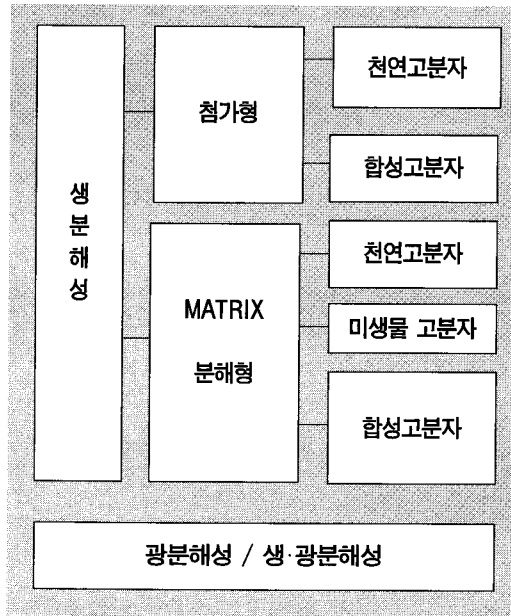 생
분
해
성
첨가형
천연고분자
합성고분자
MATRIX
분해형
천연고분자
미생물 고분자
합성고분자
광분해성 / 생·광분해성